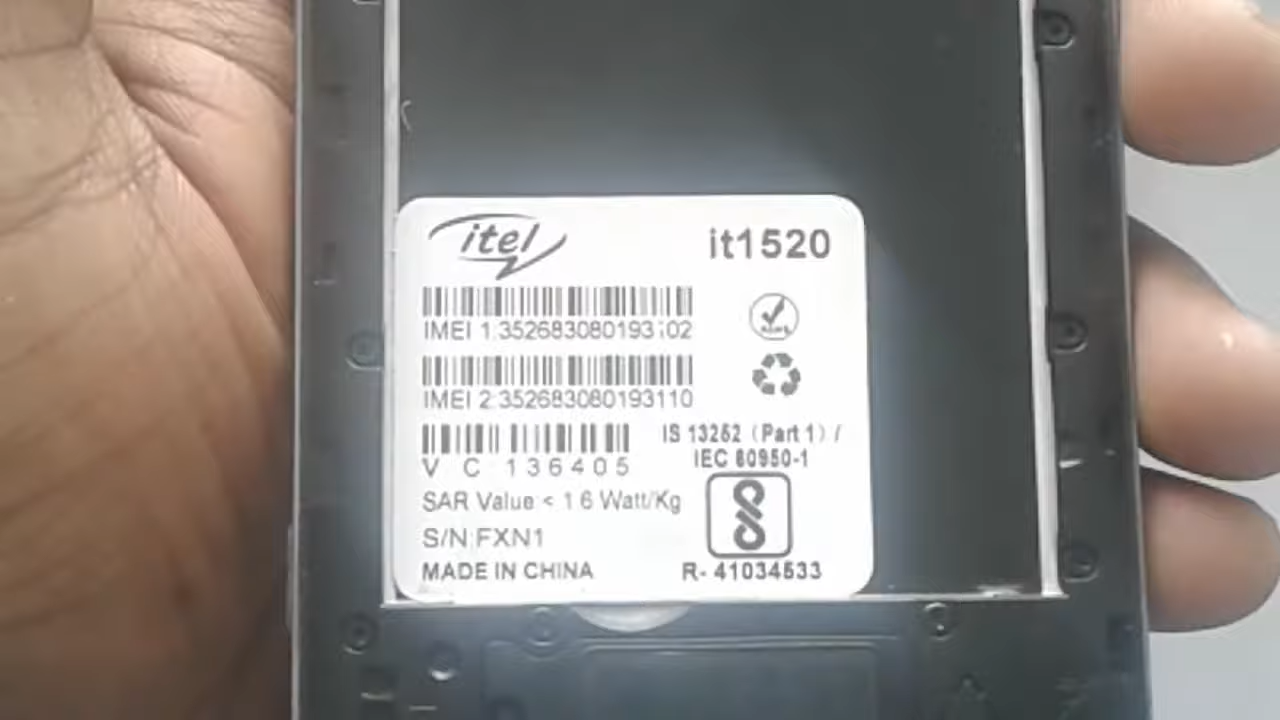 itel
it1520
IMEI 1:352683080193102
IMEI 2:352683080193110
V C 136405
IS 13252 (Part 1) /
IEC 60950-1
SAR Value < 1.6 Watt/Kg
S/N:FXN1
MADE IN CHINA
R- 41034533